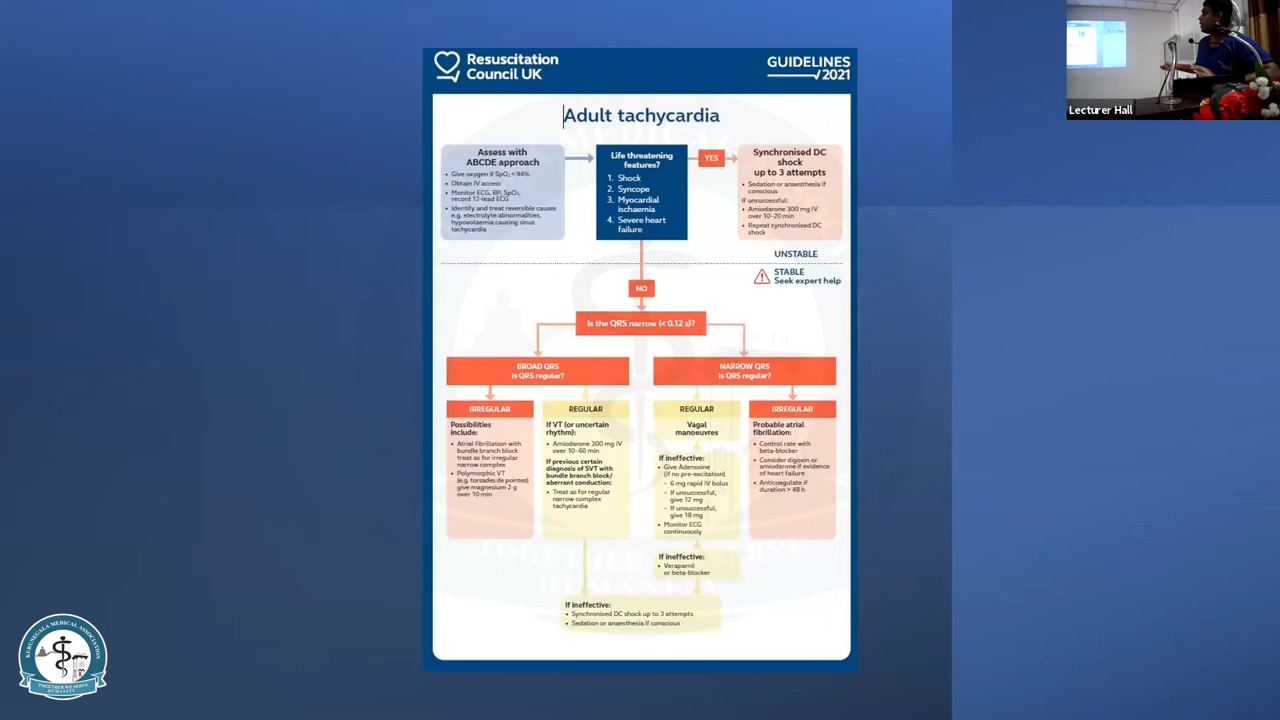 Resuscitation
Council UK
GUIDELINES
2021
Lecturer Hall
Adult tachycardia
Assess with
ABCDE approach
• Give oxygen if SpO₂ < 94%
• Obtain IV access
• Monitor ECG, BP, SpO₂,
record 12-lead ECG
• Identify and treat reversible causes
e.g. electrolyte abnormalities,
hypovolaemia causing sinus
tachycardia
Life threatening
features?
1. Shock
2. Syncope
3. Myocardial
ischaemia
4. Severe heart
failure
YES
Synchronised DC
shock
up to 3 attempts
• Sedation or anaesthesia if
conscious
If unsuccessful:
• Amiodarone 300 mg IV
over 10–20 min
• Repeat synchronised DC
shock
UNSTABLE
STABLE
Seek expert help
NO
Is the QRS narrow (< 0.12 s)?
BROAD QRS
Is QRS regular?
NARROW QRS
Is QRS regular?
IRREGULAR
Possibilities
include:
• Atrial fibrillation with
bundle branch block
treat as for irregular
narrow complex
• Polymorphic VT
(e.g. torsades de pointes)
give magnesium 2 g
over 10 min
REGULAR
If VT (or uncertain
rhythm):
• Amiodarone 300 mg IV
over 10–60 min
If previous certain
diagnosis of SVT with
bundle branch block/
aberrant conduction:
• Treat as for regular
narrow complex
tachycardia
REGULAR
Vagal
manoeuvres
If ineffective:
• Give Adenosine
(if no pre-excitation)
– 6 mg rapid IV bolus
– If unsuccessful,
give 12 mg
– If unsuccessful,
give 18 mg
• Monitor ECG
continuously
If ineffective:
• Verapamil
or beta-blocker
IRREGULAR
Probable atrial
fibrillation:
• Control rate with
beta-blocker
• Consider digoxin or
amiodarone if evidence
of heart failure
• Anticoagulate if
duration > 48 h
If ineffective:
• Synchronised DC shock up to 3 attempts
• Sedation or anaesthesia if conscious
KURUNEGALA MEDICAL ASSOCIATION
TOGETHER WE SERVE
HUMANITY